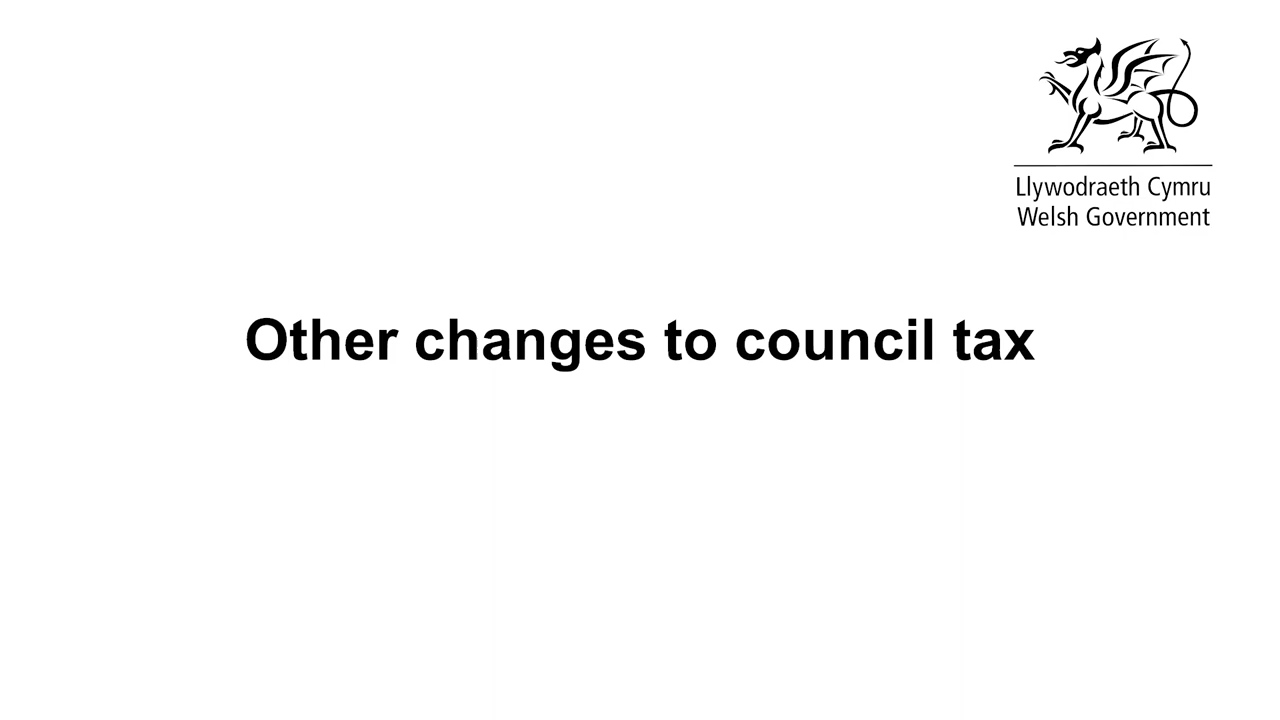 Llywodraeth Cymru
Welsh Government
Other changes to council tax